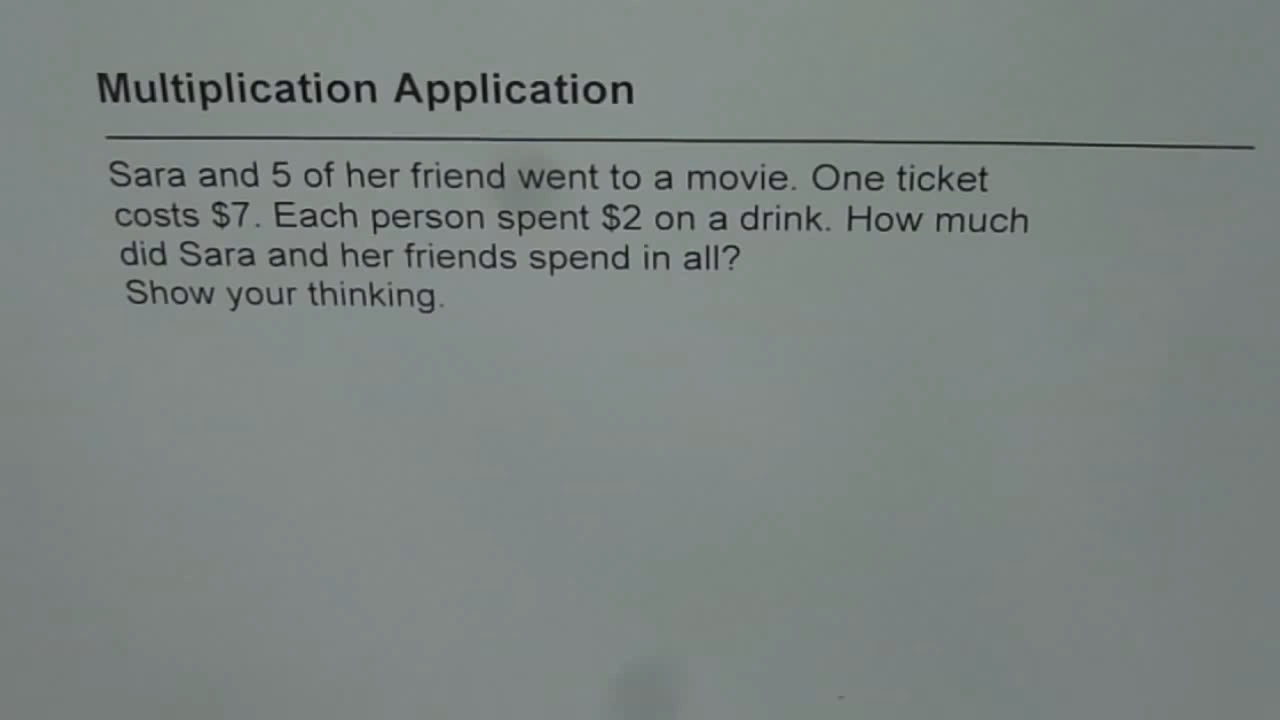 Multiplication Application
Sara and 5 of her friend went to a movie. One ticket
costs $7. Each person spent $2 on a drink. How much
did Sara and her friends spend in all?
Show your thinking.